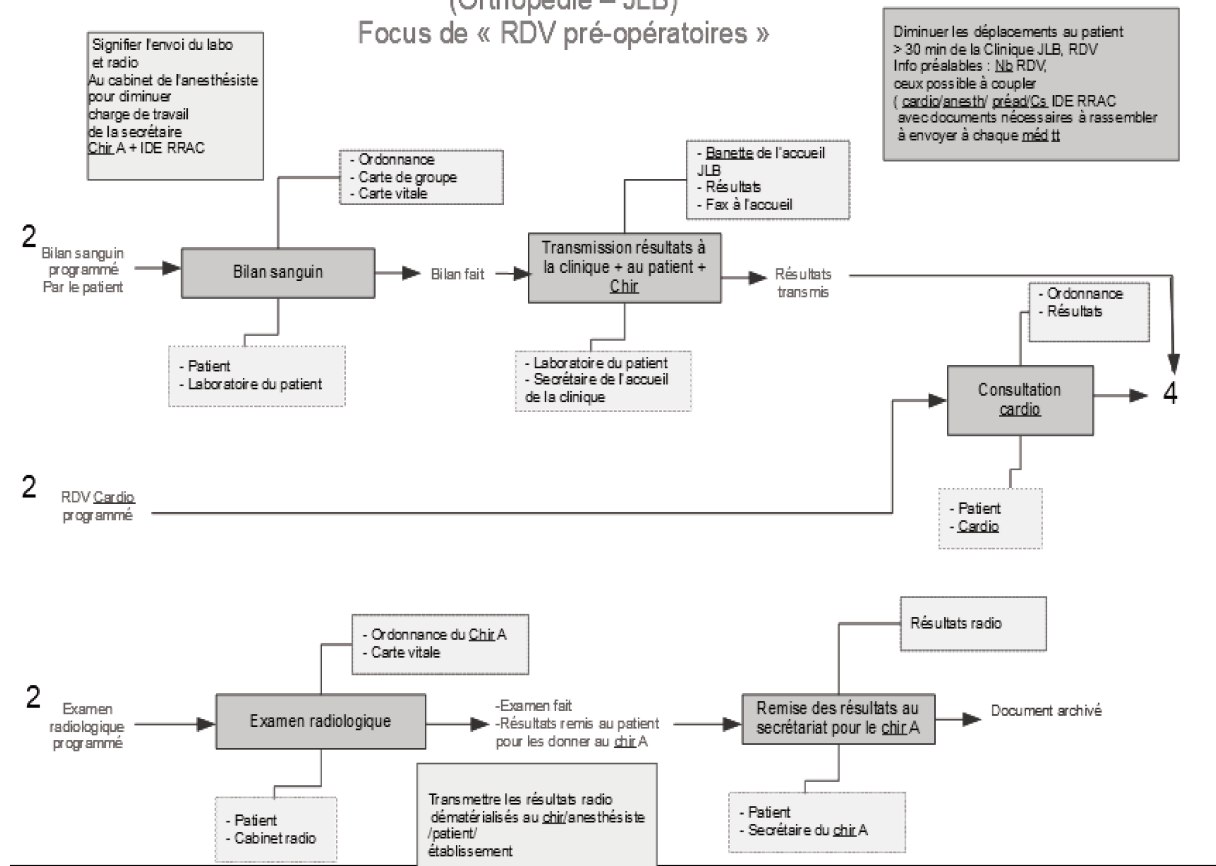 (Orthopédie – JLB)
Focus de « RDV pré-opératoires »
Signifier l'envoi du labo
et radio
Au cabinet de l'anesthésiste
pour diminuer
charge de travail
de la secrétaire
Chir A + IDE RRAC
Diminuer les déplacements au patient
> 30 min de la Clinique JLB, RDV
Info préalables : Nb RDV,
ceux possible à coupler
( cardio/anesth/ préad/Cs IDE RRAC
avec documents nécessaires à rassembler
à envoyer à chaque méd tt
- Ordonnance
- Carte de groupe
- Carte vitale
- Banette de l'accueil
JLB
- Résultats
- Fax à l'accueil
2
Bilan sanguin
programmé
Par le patient
Bilan sanguin
Bilan fait
Transmission résultats à
la clinique + au patient +
Chir
Résultats
transmis
- Ordonnance
- Résultats
- Patient
- Laboratoire du patient
- Laboratoire du patient
- Secrétaire de l'accueil
de la clinique
Consultation
cardio
4
2
RDV Cardio
programmé
- Patient
- Cardio
- Ordonnance du Chir A
- Carte vitale
Résultats radio
2
Examen
radiologique
programmé
Examen radiologique
-Examen fait
-Résultats remis au patient
pour les donner au chir A
Remise des résultats au
secrétariat pour le chir A
Document archivé
- Patient
- Cabinet radio
Transmettre les résultats radio
dématérialisés au chir/anesthésiste
/patient/
établissement
- Patient
- Secrétaire du chir A